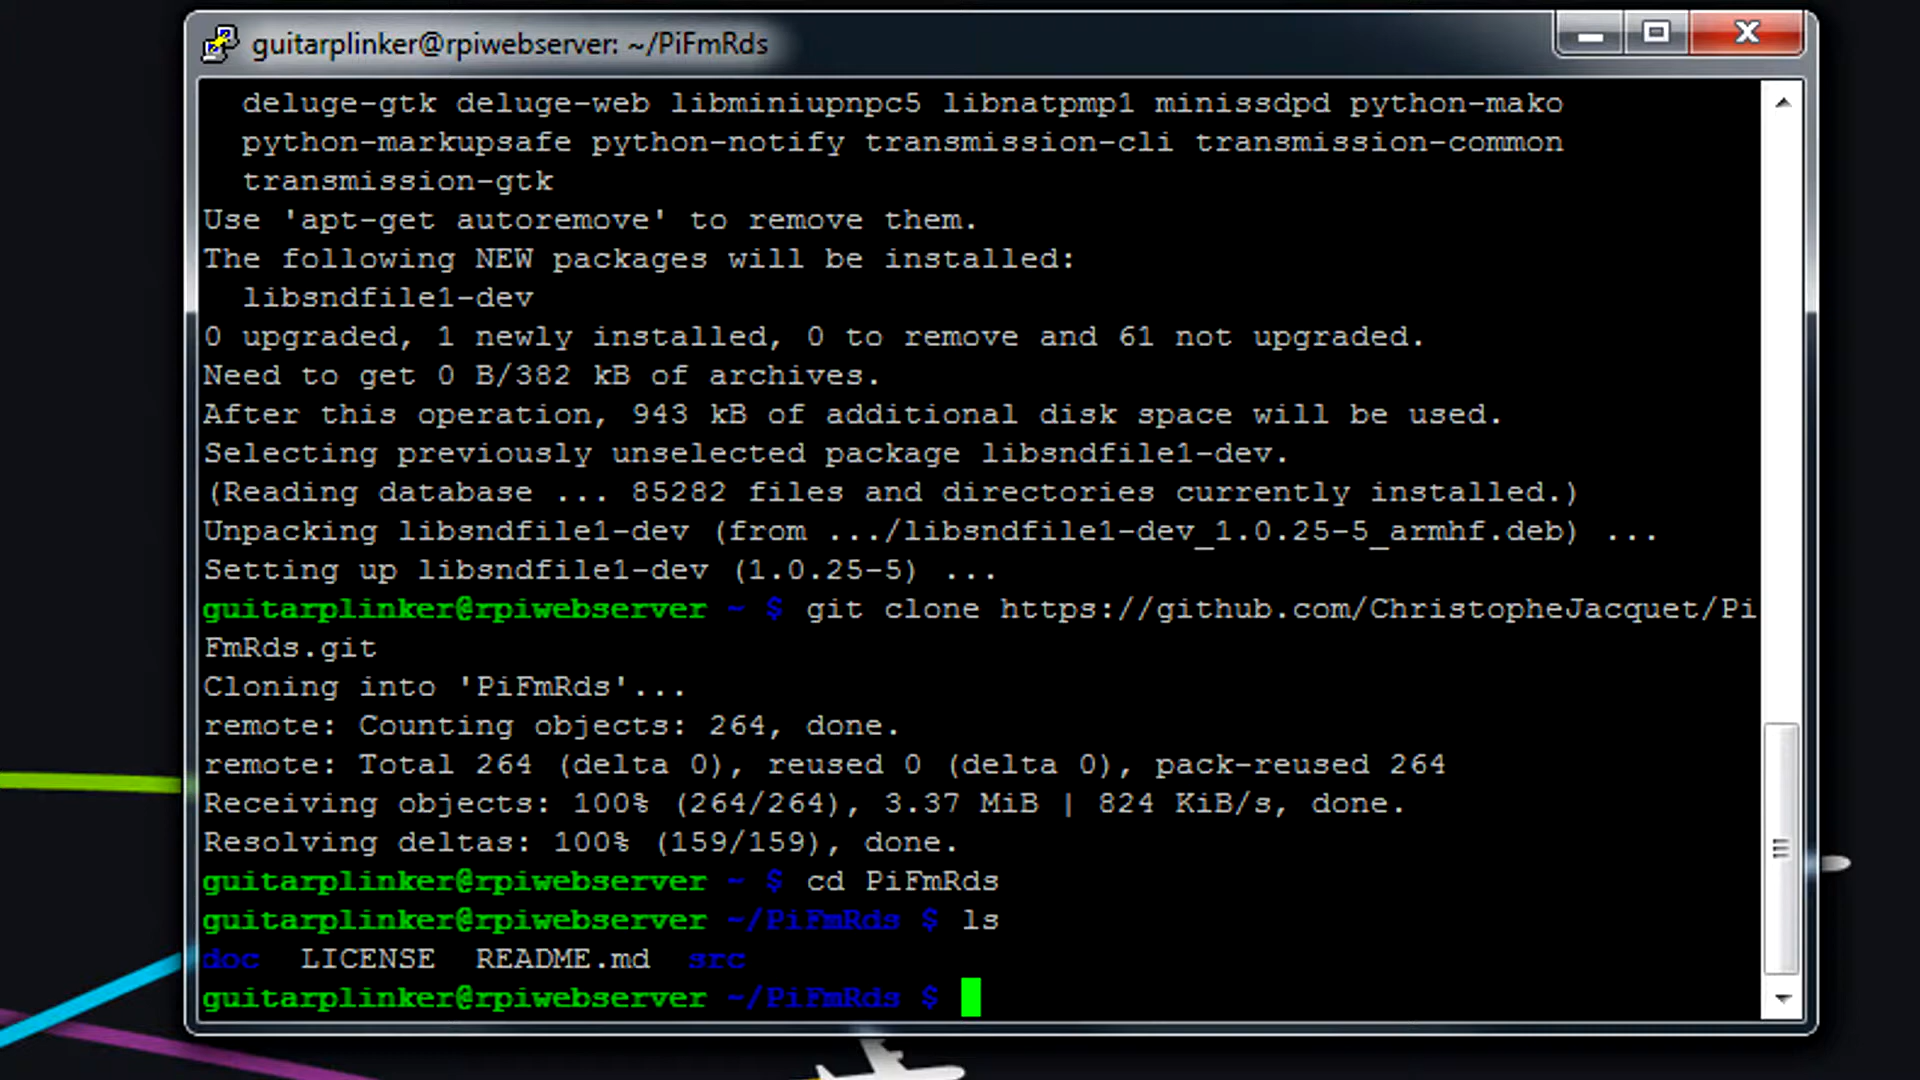 guitarplinker@rpiwebserver: ~/PiFmRds
deluge-gtk deluge-web libminiupnpc5 libnatpmp1 minissdpd python-mako
python-markupsafe python-notify transmission-cli transmission-common
transmission-gtk
Use 'apt-get autoremove' to remove them.
The following NEW packages will be installed:
libsndfile1-dev
0 upgraded, 1 newly installed, 0 to remove and 61 not upgraded.
Need to get 0 B/382 kB of archives.
After this operation, 943 kB of additional disk space will be used.
Selecting previously unselected package libsndfile1-dev.
(Reading database ... 85282 files and directories currently installed.)
Unpacking libsndfile1-dev (from .../libsndfile1-dev_1.0.25-5_armhf.deb) ...
Setting up libsndfile1-dev (1.0.25-5) ...
guitarplinker@rpiwebserver ~ $ git clone https://github.com/ChristopheJacquet/Pi
FmRds.git
Cloning into 'PiFmRds'...
remote: Counting objects: 264, done.
remote: Total 264 (delta 0), reused 0 (delta 0), pack-reused 264
Receiving objects: 100% (264/264), 3.37 MiB | 824 KiB/s, done.
Resolving deltas: 100% (159/159), done.
guitarplinker@rpiwebserver ~ $ cd PiFmRds
guitarplinker@rpiwebserver ~/PiFmRds $ ls
doc  LICENSE  README.md  src
guitarplinker@rpiwebserver ~/PiFmRds $